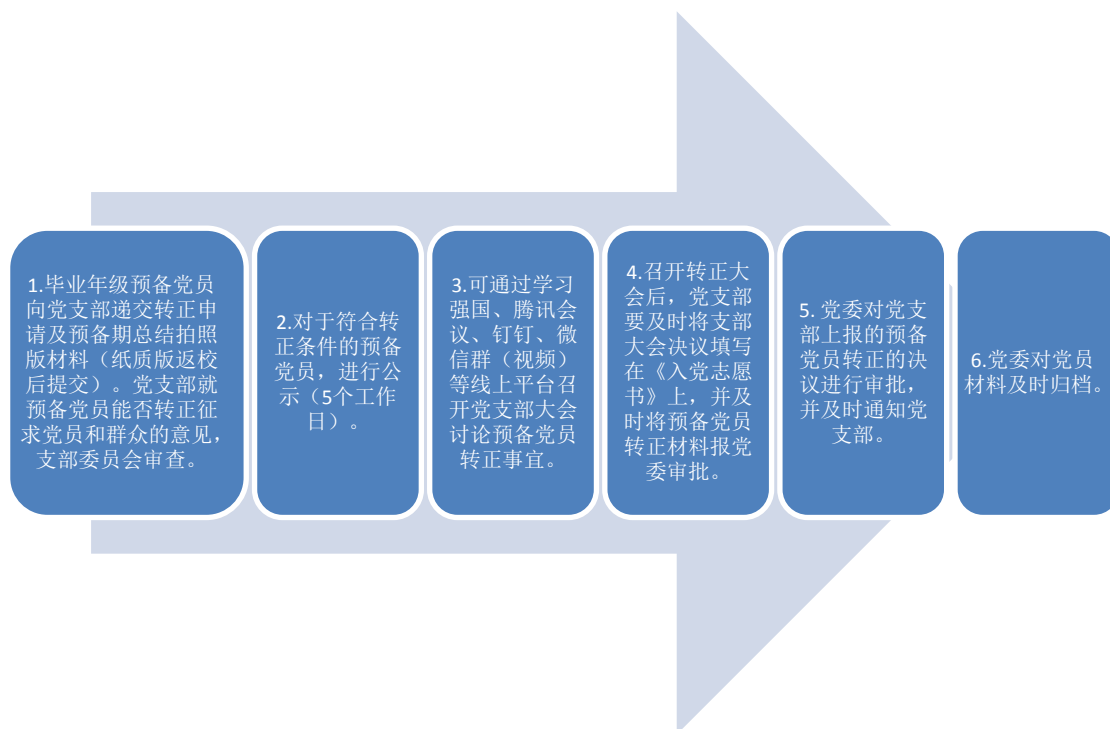 1.毕业年级预备党员
向党支部递交转正申
请及预备期总结拍照
版材料（纸质版返校
后提交）。党支部就
预备党员能否转正征
求党员和群众的意见，
支部委员会审查。
2.对于符合转
正条件的预备
党员，进行公
示（5个工作
日）。
3.可通过学习
强国、腾讯会
议、钉钉、微
信群（视频）
等线上平台召
开党支部大会
讨论预备党员
转正事宜。
4.召开转正大
会后，党支部
要及时将支部
大会决议填写
在《入党志愿
书》上，并及
时将预备党员
转正材料报党
委审批。
5. 党委对党支
部上报的预备
党员转正的决
议进行审批，
并及时通知党
支部。
6.党委对党员
材料及时归档。